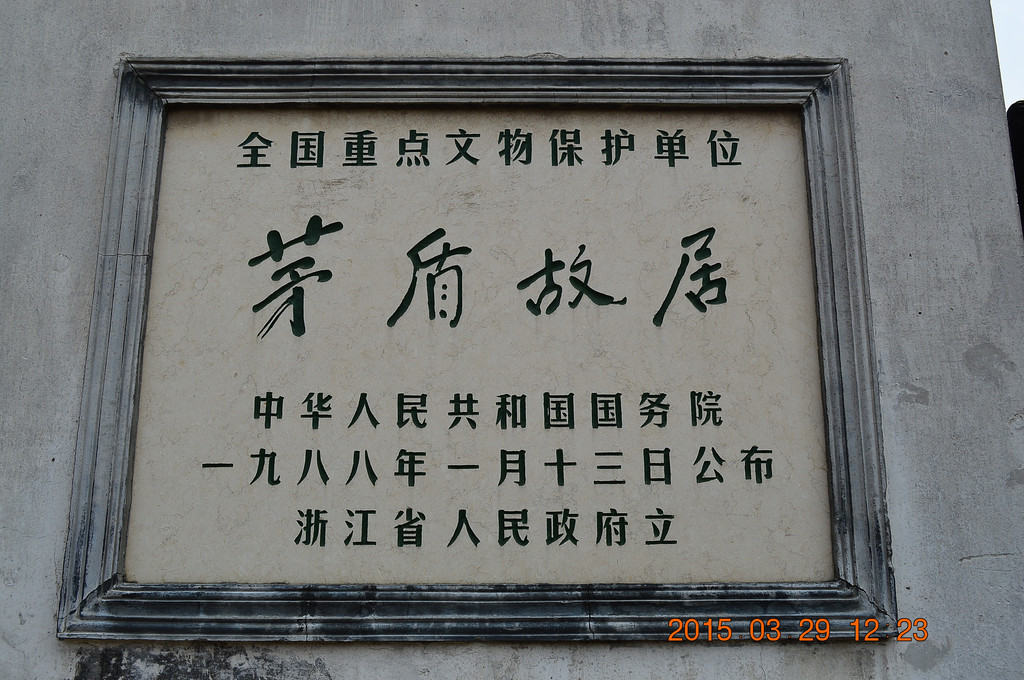 全国重点文物保护单位
茅盾故居
中华人民共和国国务院
一九八八年一月十三日公布
浙江省人民政府立
2015 03 29 12 23